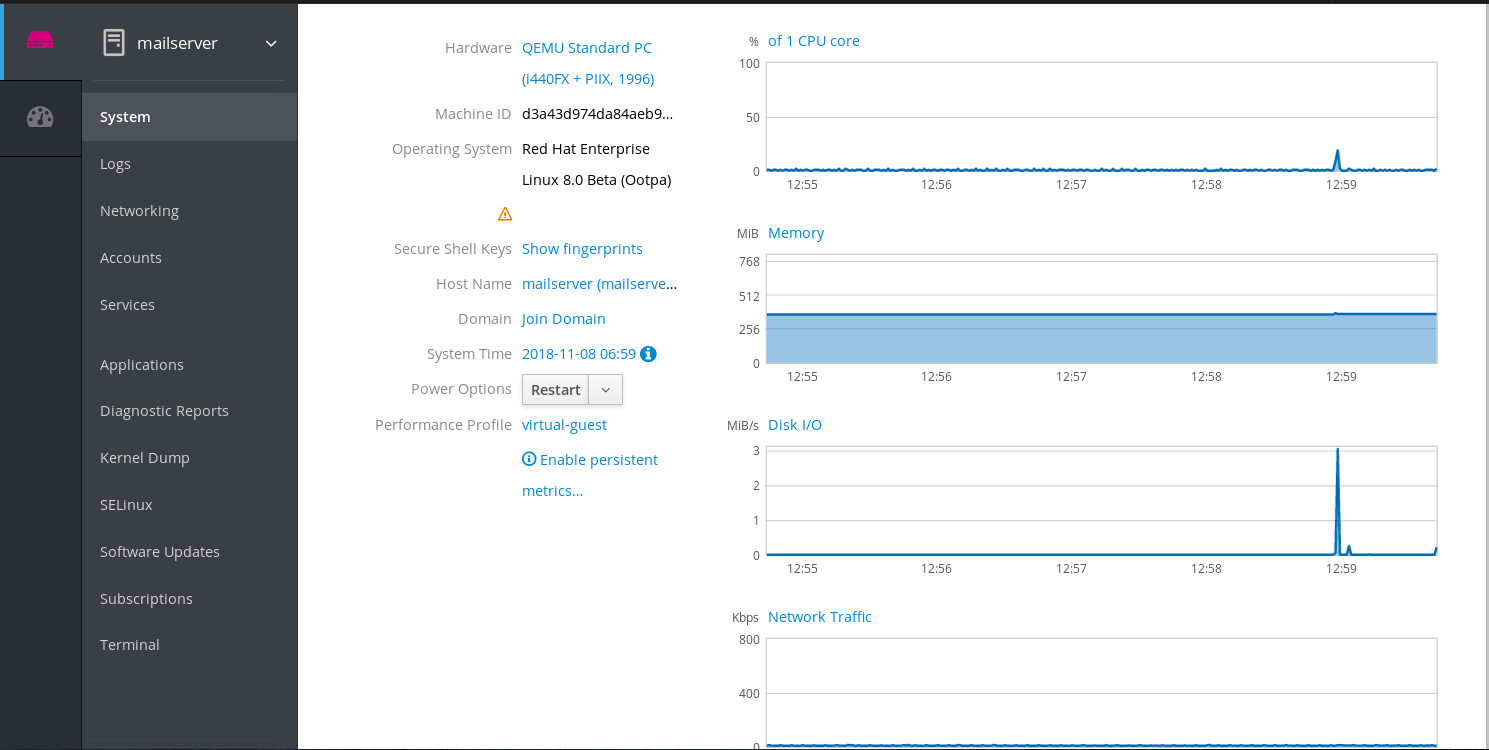 mailserver
System
Logs
Networking
Accounts
Services
Applications
Diagnostic Reports
Kernel Dump
SELinux
Software Updates
Subscriptions
Terminal
Hardware QEMU Standard PC
(i440FX + PIIX, 1996)
Machine ID d3a43d974da84aeb9...
Operating System Red Hat Enterprise
Linux 8.0 Beta (Ootpa)
Secure Shell Keys Show fingerprints
Host Name mailserver (mailserve...
Domain Join Domain
System Time 2018-11-08 06:59
Power Options Restart
Performance Profile virtual-guest
Enable persistent
metrics...
% of 1 CPU core
100
50
0
12:55 12:56 12:57 12:58 12:59
MiB Memory
768
512
256
0
12:55 12:56 12:57 12:58 12:59
MiB/s Disk I/O
3
2
1
0
12:55 12:56 12:57 12:58 12:59
Kbps Network Traffic
800
400
0